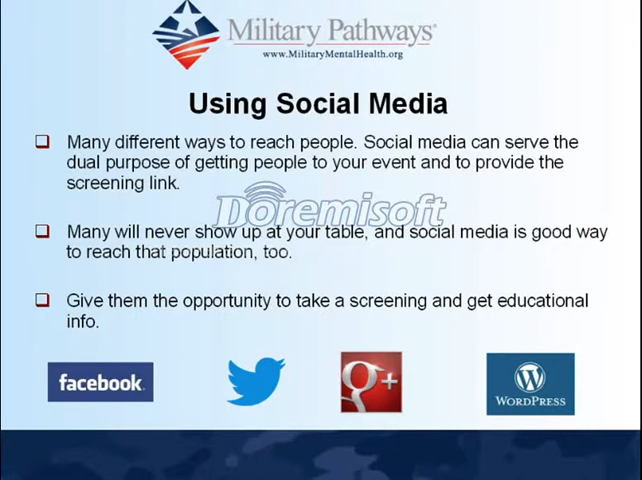 Military Pathways®
www.MilitaryMentalHealth.org
Using Social Media
Many different ways to reach people. Social media can serve the
dual purpose of getting people to your event and to provide the
screening link.
Doremisoft
Many will never show up at your table, and social media is good way
to reach that population, too.
Give them the opportunity to take a screening and get educational
info.
facebook.
g+
W
WORDPRESS